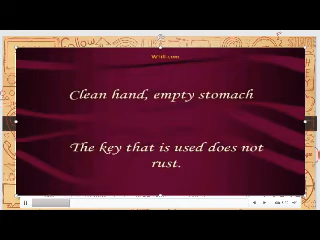 Clean hand, empty stomach
The key that is used does not
rust.